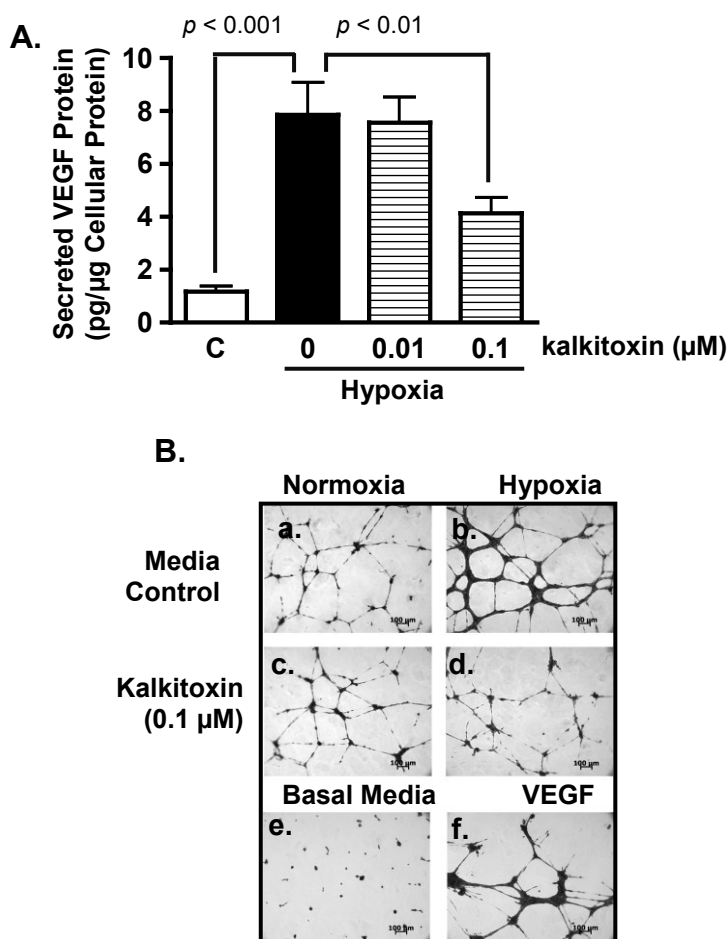 A.
p < 0.001 p < 0.01
Secreted VEGF Protein
(pg/µg Cellular Protein)
10
8
6
4
2
0
C 0 0.01 0.1 kalkitoxin (µM)
Hypoxia
B.
Normoxia Hypoxia
Media
Control
a. b.
100 µm 100 µm
Kalkitoxin
(0.1 µM)
c. d.
100 µm 100 µm
Basal Media VEGF
e. f.
100 µm 100 µm